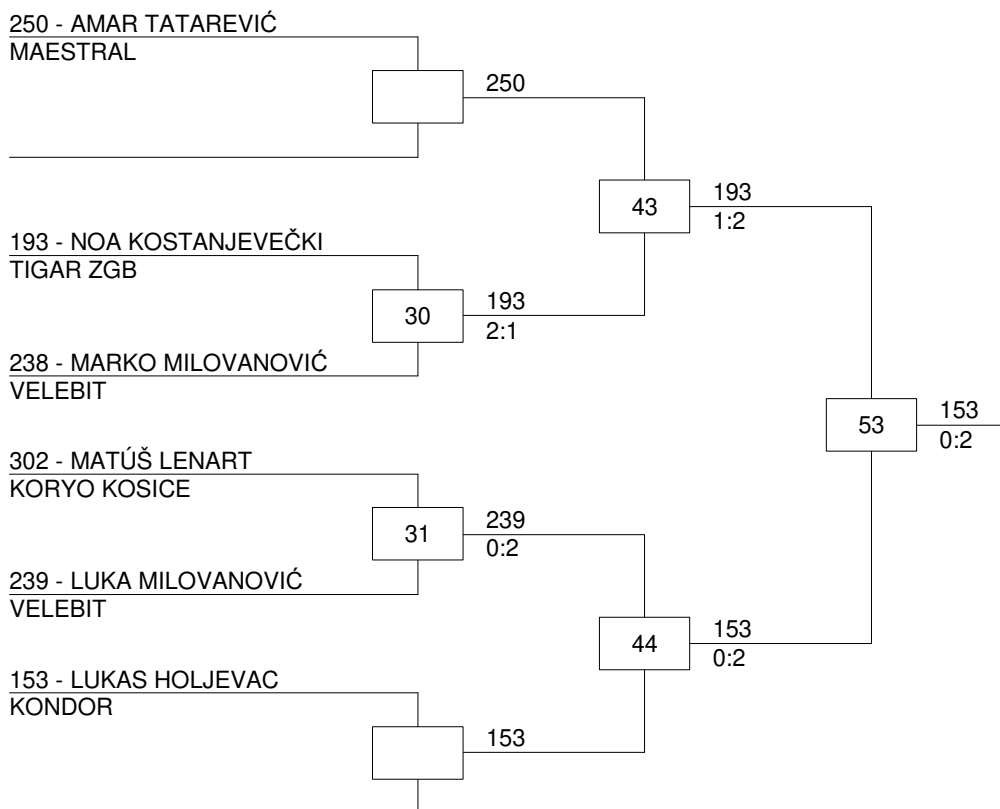 250 - AMAR TATAREVIĆ
MAESTRAL
250
43
193
1:2
193 - NOA KOSTANJEVEČKI
TIGAR ZGB
30
193
2:1
238 - MARKO MILOVANOVIĆ
VELEBIT
53
153
0:2
302 - MATÚŠ LENART
KORYO KOSICE
31
239
0:2
239 - LUKA MILOVANOVIĆ
VELEBIT
44
153
0:2
153 - LUKAS HOLJEVAC
KONDOR
153